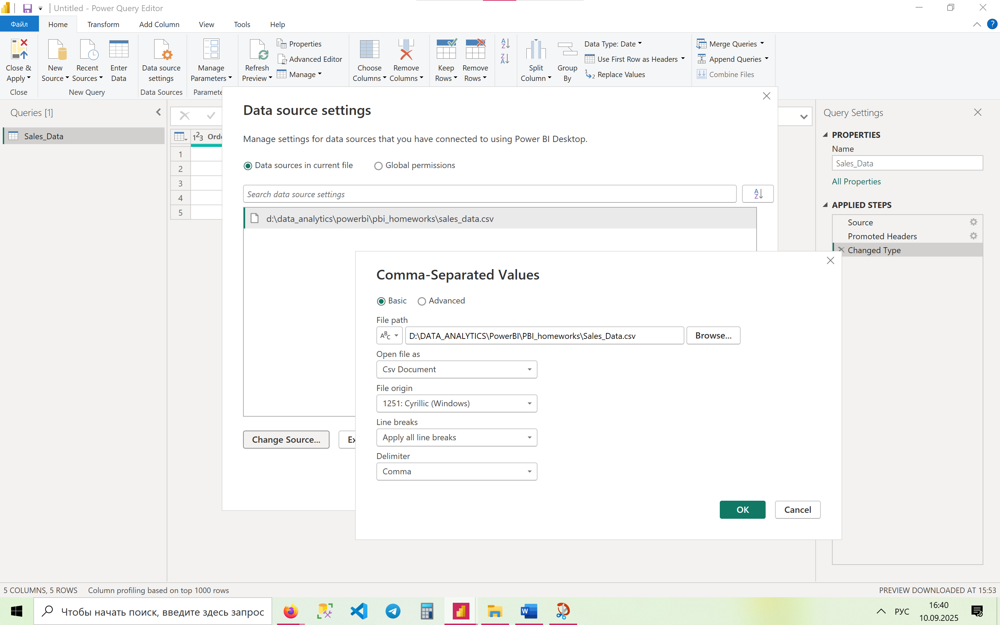 Untitled - Power Query Editor
Файл Home Transform Add Column View Tools Help
?
Close & Apply
Close
New Source
Recent Sources
Enter Data
New Query
Data source settings
Data Sources
Manage Parameters
Paramete
Refresh Preview
Properties
Advanced Editor
Manage
Choose Columns
Remove Columns
Keep Rows
Remove Rows
A Z
Z A
Split Column
Group By
Data Type: Date
Use First Row as Headers
1 2 Replace Values
Merge Queries
Append Queries
Combine Files
Queries [1]
Sales_Data
123 Orde
1
2
3
4
5
Data source settings
Manage settings for data sources that you have connected to using Power BI Desktop.
Data sources in current file Global permissions
Search data source settings
A Z
d:\data_analytics\powerbi\pbi_homeworks\sales_data.csv
Change Source... Ex
Comma-Separated Values
Basic Advanced
File path
ABC D:\DATA_ANALYTICS\PowerBI\PBI_homeworks\Sales_Data.csv Browse...
Open file as
Csv Document
File origin
1251: Cyrillic (Windows)
Line breaks
Apply all line breaks
Delimiter
Comma
OK Cancel
Query Settings
PROPERTIES
Name
Sales_Data
All Properties
APPLIED STEPS
Source
Promoted Headers
Changed Type
5 COLUMNS, 5 ROWS Column profiling based on top 1000 rows
PREVIEW DOWNLOADED AT 15:53
Чтобы начать поиск, введите здесь запрос
W
РУС
16:40
10.09.2025